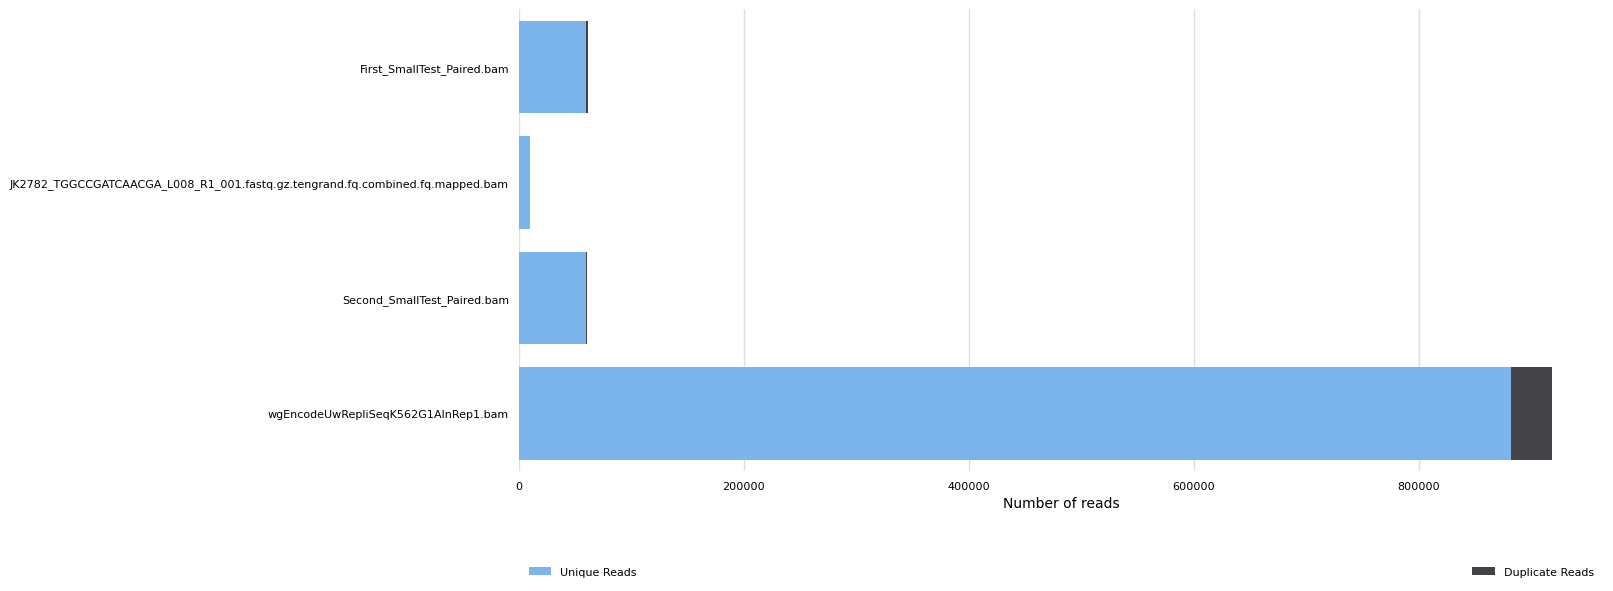 First_SmallTest_Paired.bam
JK2782_TGGCCGATCAACGA_L008_R1_001.fastq.gz.tengrand.fq.combined.fq.mapped.bam
Second_SmallTest_Paired.bam
wgEncodeUwRepliSeqK562G1AlnRep1.bam
0 200000 400000 600000 800000
Number of reads
Unique Reads Duplicate Reads